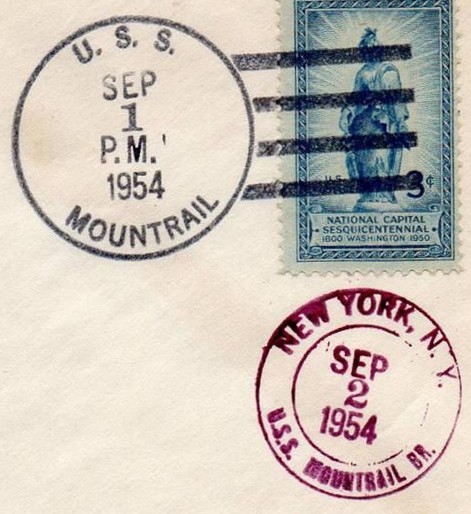 U. S. S.
SEP
1
P.M.
1954
MOUNTRAIL
U.S.
3¢
NATIONAL CAPITAL
SESQUICENTENNIAL
1800 WASHINGTON 1950
NEW YORK, N. Y.
SEP
2
1954
U.S.S. MOUNTRAIL BR.